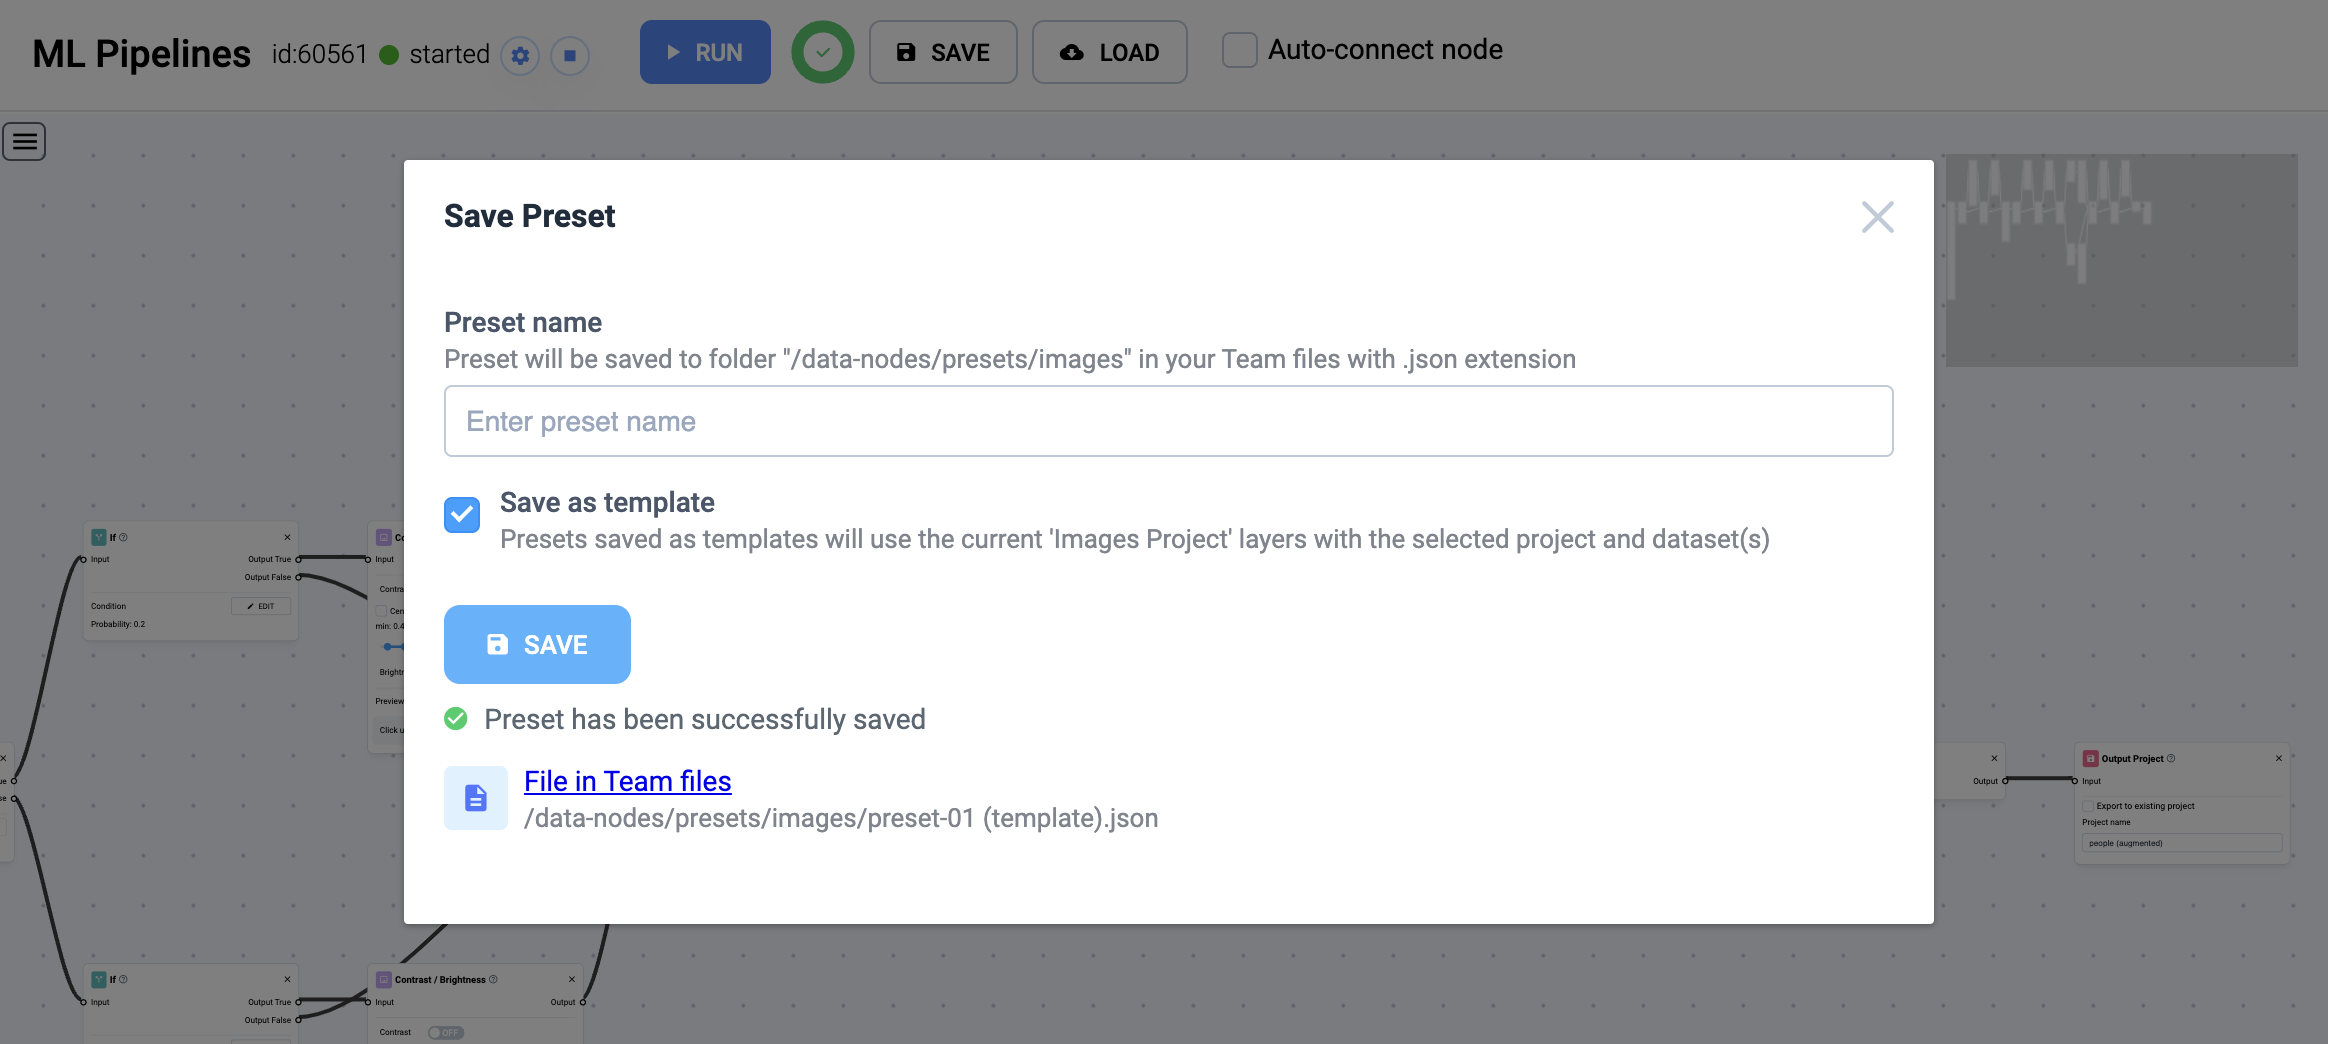 ML Pipelines id:60561 started RUN SAVE LOAD Auto-connect node
Save Preset
Preset name
Preset will be saved to folder "/data-nodes/presets/images" in your Team files with .json extension
Enter preset name
Save as template
Presets saved as templates will use the current 'Images Project' layers with the selected project and dataset(s)
SAVE
Preset has been successfully saved
File in Team files
/data-nodes/presets/images/preset-01 (template).json
If
Input
Output True
Output False
Condition
EDIT
Probability: 0.2
Input
min: 0.4
Preview
Output
Output Project
Input
Export to existing project
Project name
people (augmented)
If
Input
Output True
Output False
Contrast / Brightness
Input
Output
Contrast
OFF